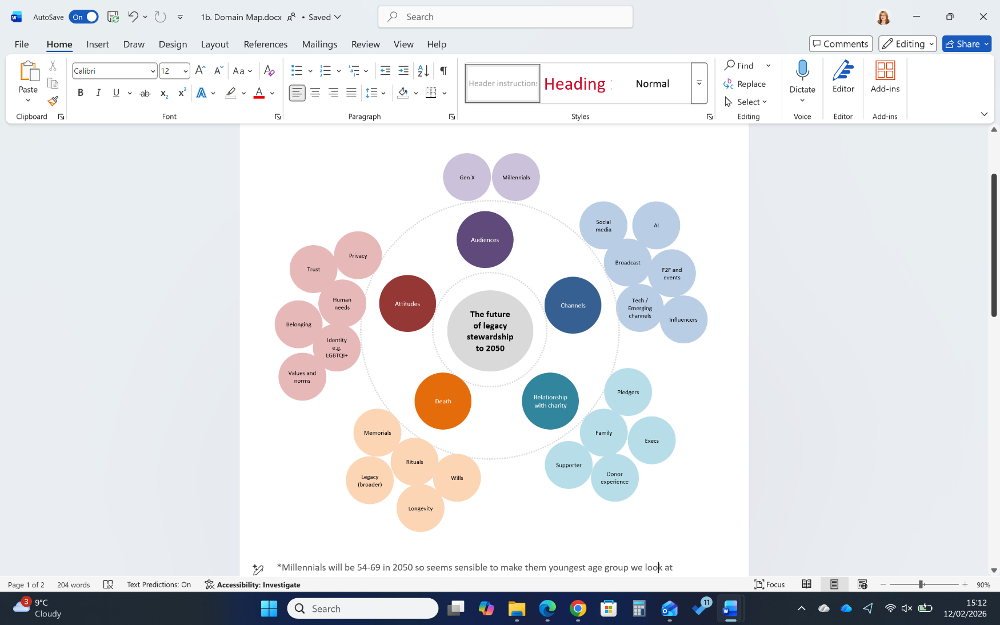 AutoSave On 1b. Domain Map.docx • Saved Search
File Home Insert Draw Design Layout References Mailings Review View Help Comments Editing Share
Paste
Clipboard
Calibri 12
Font
Paragraph
Header instructions Heading Normal
Styles
Find
Replace
Select
Editing
Dictate
Voice
Editor
Editor
Add-ins
Add-ins
Gen X
Millennials
Audiences
Social
media
AI
Broadcast
F2F and
events
Tech /
Emerging
channels
Influencers
Channels
Privacy
Trust
Human
needs
Belonging
Identity
e.g.
LGBTQI+
Values and
norms
Attitudes
The future
of legacy
stewardship
to 2050
Death
Memorials
Rituals
Legacy
(broader)
Wills
Longevity
Relationship
with charity
Pledgers
Family
Execs
Supporter
Donor
experience
*Millennials will be 54-69 in 2050 so seems sensible to make them youngest age group we look at
Page 1 of 2 204 words Text Predictions: On Accessibility: Investigate Focus 90%
3 9°C
Cloudy
Search
11
15:12
12/02/2026